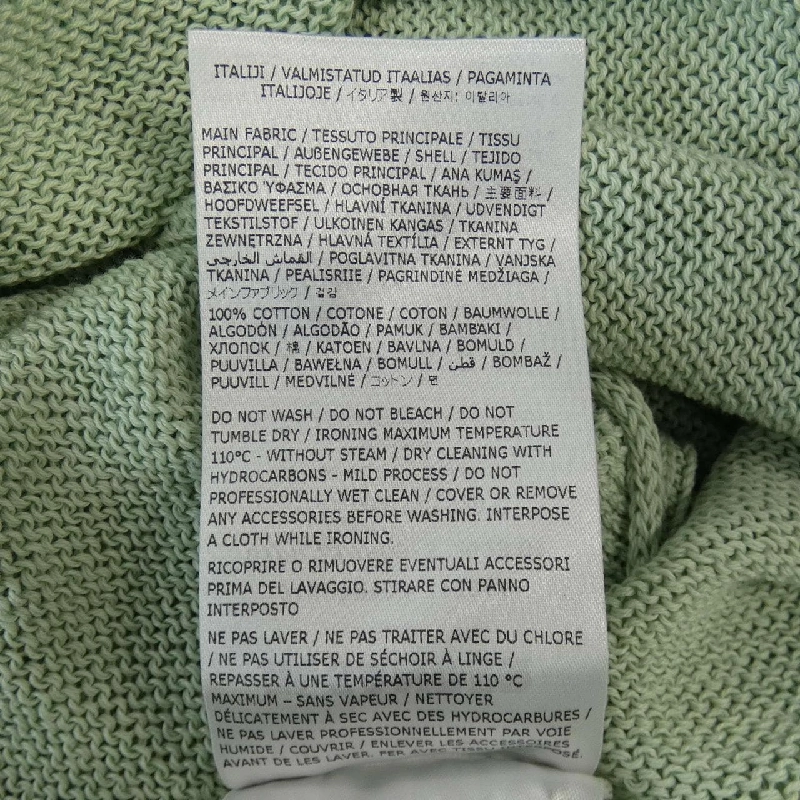 ITALIJI / VALMISTATUD ITAALIAS / PAGAMINTA
ITALIJOJE / イタリア製 / 원산지: 이탈리아
MAIN FABRIC / TESSUTO PRINCIPALE / TISSU
PRINCIPAL / AUßENGEWEBE / SHELL / TEJIDO
PRINCIPAL / TECIDO PRINCIPAL / ANA KUMAŞ /
ΒΑΣΙΚΟ ΎΦΑΣΜΑ / ОСНОВНАЯ ТКАНЬ / 主要面料 /
HOOFDWEEFSEL / HLAVNÍ TKANINA / UDVENDIGT
TEKSTILSTOF / ULKOINEN KANGAS / TKANINA
ZEWNĘTRZNA / HLAVNÁ TEXTÍLIA / EXTERNT TYG /
القماش الخارجي / POGLAVITNA TKANINA / VANJSKA
TKANINA / PEALISRIIE / PAGRINDINĖ MEDŽIAGA /
メインファブリック / 겉감
100% COTTON / COTONE / COTON / BAUMWOLLE /
ALGODÓN / ALGODÃO / PAMUK / ΒΑΜΒΑΚΙ /
ХЛОПОК / 棉 / KATOEN / BAVLNA / BOMULD /
PUUVILLA / BAWEŁNA / BOMULL / قطن / BOMBAŽ /
PUUVILL / MEDVILNĖ / コットン / 면
DO NOT WASH / DO NOT BLEACH / DO NOT
TUMBLE DRY / IRONING MAXIMUM TEMPERATURE
110°C - WITHOUT STEAM / DRY CLEANING WITH
HYDROCARBONS - MILD PROCESS / DO NOT
PROFESSIONALLY WET CLEAN / COVER OR REMOVE
ANY ACCESSORIES BEFORE WASHING. INTERPOSE
A CLOTH WHILE IRONING.
RICOPRIRE O RIMUOVERE EVENTUALI ACCESSORI
PRIMA DEL LAVAGGIO. STIRARE CON PANNO
INTERPOSTO
NE PAS LAVER / NE PAS TRAITER AVEC DU CHLORE
/ NE PAS UTILISER DE SÉCHOIR À LINGE /
REPASSER À UNE TEMPÉRATURE DE 110 °C
MAXIMUM – SANS VAPEUR / NETTOYER
DÉLICATEMENT À SEC AVEC DES HYDROCARBURES /
NE PAS LAVER PROFESSIONNELLEMENT PAR VOIE
HUMIDE / COUVRIR / ENLEVER LES ACCESSOIRES
AVANT DE LES LAVER. FER AVEC TISSU